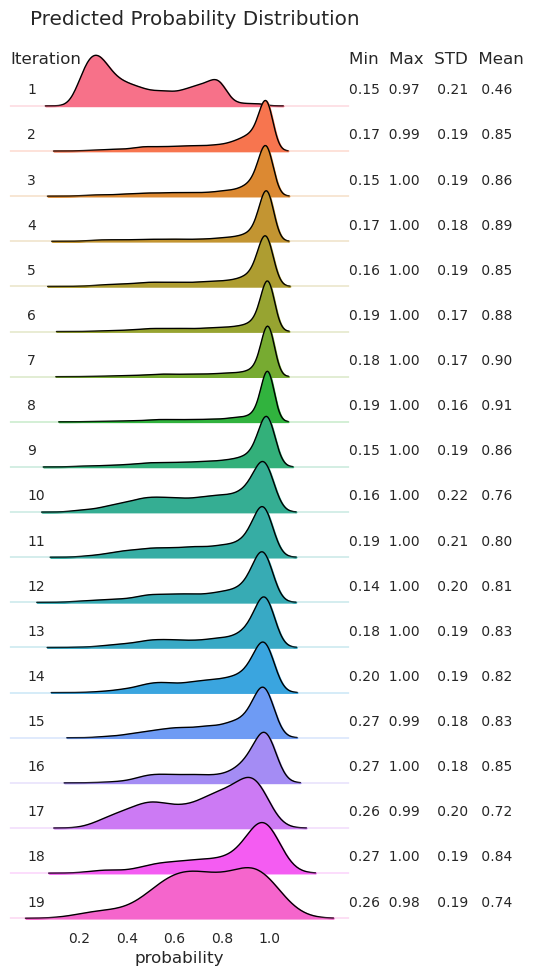 Predicted Probability Distribution
Iteration Min Max STD Mean
1 0.15 0.97 0.21 0.46
2 0.17 0.99 0.19 0.85
3 0.15 1.00 0.19 0.86
4 0.17 1.00 0.18 0.89
5 0.16 1.00 0.19 0.85
6 0.19 1.00 0.17 0.88
7 0.18 1.00 0.17 0.90
8 0.19 1.00 0.16 0.91
9 0.15 1.00 0.19 0.86
10 0.16 1.00 0.22 0.76
11 0.19 1.00 0.21 0.80
12 0.14 1.00 0.20 0.81
13 0.18 1.00 0.19 0.83
14 0.20 1.00 0.19 0.82
15 0.27 0.99 0.18 0.83
16 0.27 1.00 0.18 0.85
17 0.26 0.99 0.20 0.72
18 0.27 1.00 0.19 0.84
19 0.26 0.98 0.19 0.74
0.2 0.4 0.6 0.8 1.0
probability